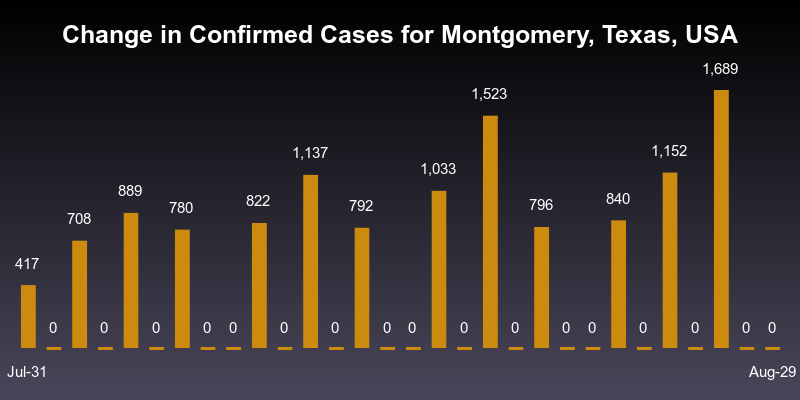 Change in Confirmed Cases for Montgomery, Texas, USA
417 0 708 0 889 0 780 0 0 822 0 1,137 0 792 0 0 1,033 0 1,523 0 796 0 0 840 0 1,152 0 1,689 0 0
Jul-31 Aug-29